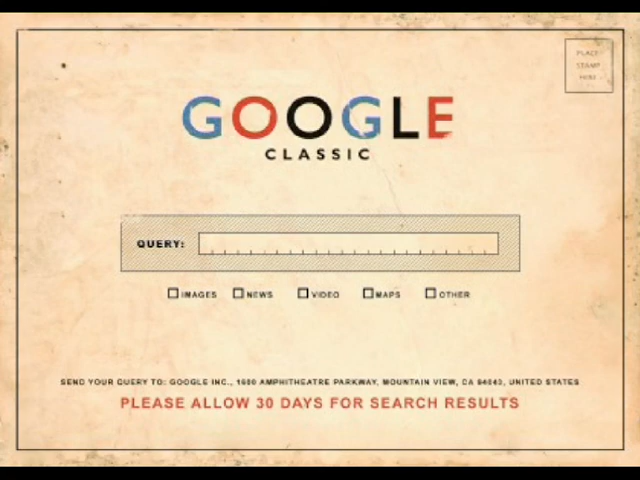 PLACE
STAMP
HERE
GOOGLE
CLASSIC
QUERY:
IMAGES NEWS VIDEO MAPS OTHER
SEND YOUR QUERY TO: GOOGLE INC., 1600 AMPHITHEATRE PARKWAY, MOUNTAIN VIEW, CA 94043, UNITED STATES
PLEASE ALLOW 30 DAYS FOR SEARCH RESULTS